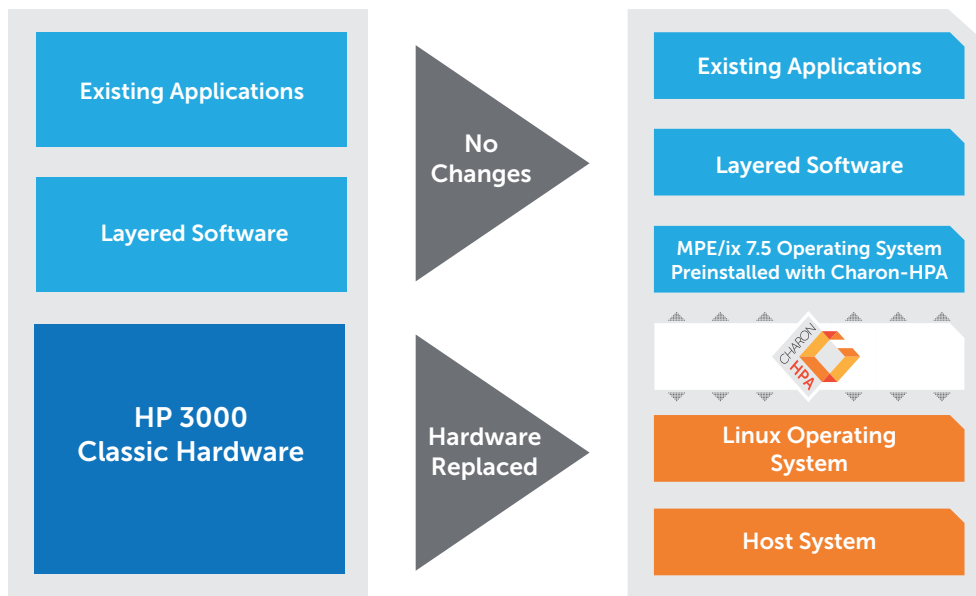 Existing Applications
Layered Software
HP 3000
Classic Hardware
No
Changes
Hardware
Replaced
Existing Applications
Layered Software
MPE/ix 7.5 Operating System
Preinstalled with Charon-HPA
CHARON
HPA
Linux Operating
System
Host System